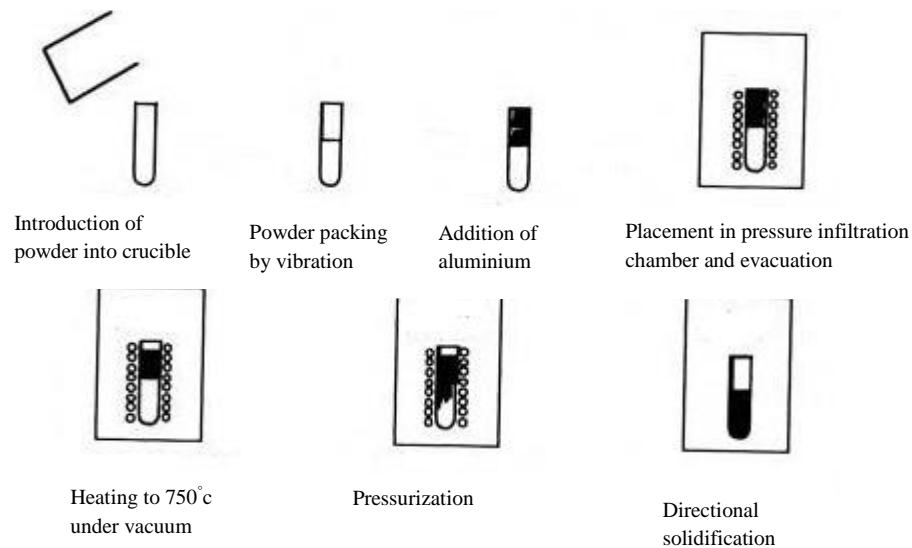 Introduction of
powder into crucible
Powder packing
by vibration
Addition of
aluminium
Placement in pressure infiltration
chamber and evacuation
Heating to 750°c
under vacuum
Pressurization
Directional
solidification